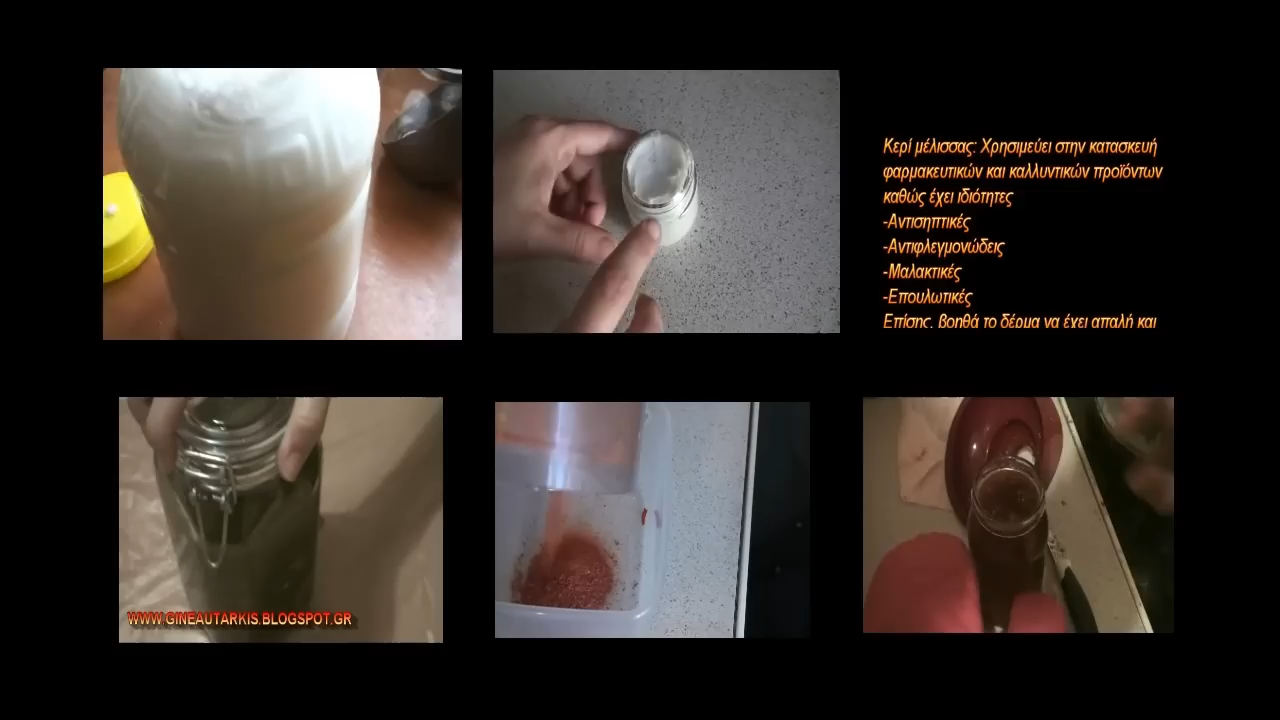 Κερί μέλισσας: Χρησιμεύει στην κατασκευή
φαρμακευτικών και καλλυντικών προϊόντων
καθώς έχει ιδιότητες
-Αντισηπτικές
-Αντιφλεγμονώδεις
-Μαλακτικές
-Επουλωτικές
Επίσης, βοηθά το δέρμα να έχει απαλή και
WWW.GINEAUTARKIS.BLOGSPOT.GR